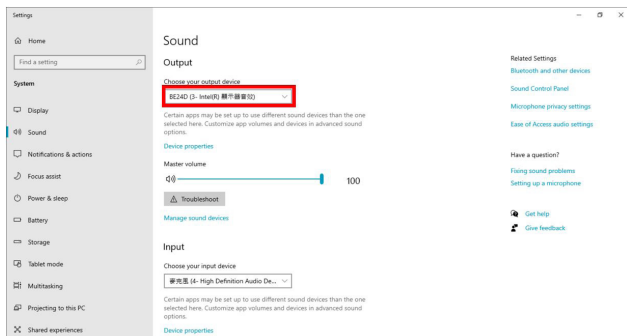 Settings
Home
Find a setting
System
Display
Sound
Notifications & actions
Focus assist
Power & sleep
Battery
Storage
Tablet mode
Multitasking
Projecting to this PC
Shared experiences
Sound
Output
Choose your output device
BE24D (3- Intel(R) 顯示器音效)
Certain apps may be set up to use different sound devices than the one
selected here. Customize app volumes and devices in advanced sound
options.
Device properties
Master volume
100
Troubleshoot
Manage sound devices
Input
Choose your input device
麥克風 (4- High Definition Audio De...
Certain apps may be set up to use different sound devices than the one
selected here. Customize app volumes and devices in advanced sound
options.
Device properties
Related Settings
Bluetooth and other devices
Sound Control Panel
Microphone privacy settings
Ease of Access audio settings
Have a question?
Fixing sound problems
Setting up a microphone
Get help
Give feedback